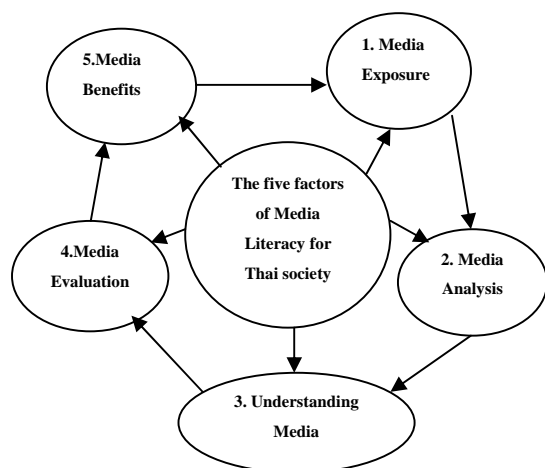 1. Media
Exposure
2. Media
Analysis
3. Understanding
Media
4.Media
Evaluation
5.Media
Benefits
The five factors
of Media
Literacy for
Thai society